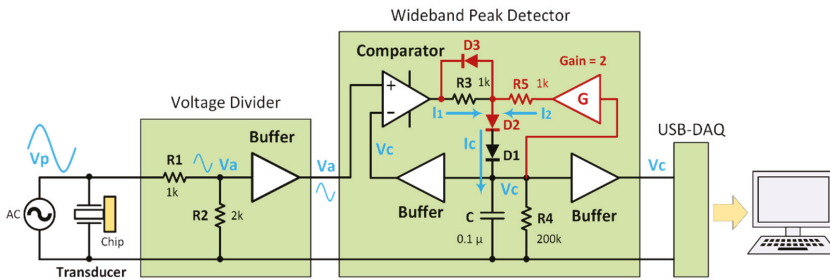 Wideband Peak Detector
Comparator
D3
Gain = 2
R3 1k
R5 1k
G
+
−
I1
I2
D2
Voltage Divider
Buffer
USB-DAQ
Vp
R1
1k
Va
Va
Vc
Ic
D1
Vc
Vc
AC
R2 2k
Buffer
Buffer
Chip
C
0.1 µ
R4
200k
Transducer